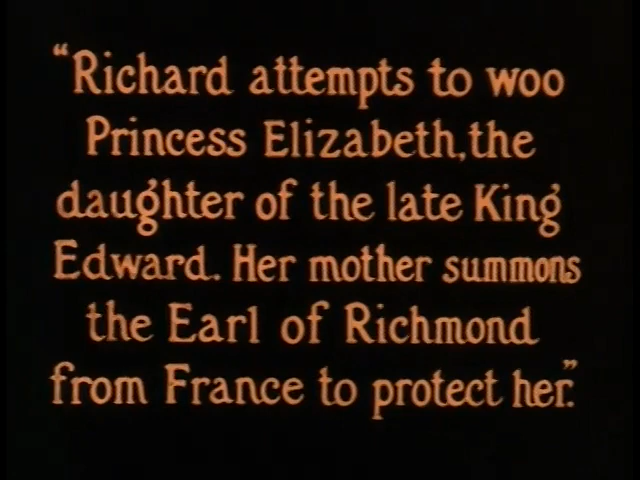 “Richard attempts to woo
Princess Elizabeth, the
daughter of the late King
Edward. Her mother summons
the Earl of Richmond
from France to protect her.”